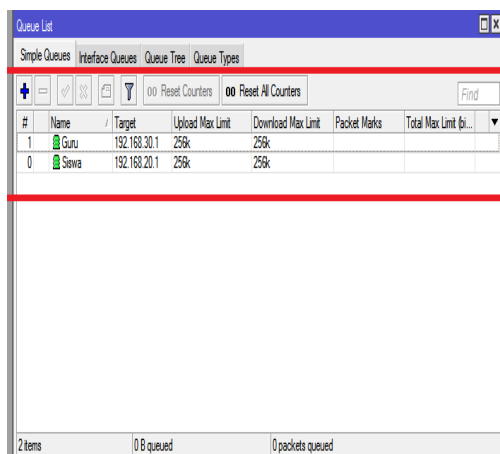 Queue List
Simple Queues Interface Queues Queue Tree Queue Types
00 Reset Counters 00 Reset All Counters Find
# Name / Target Upload Max Limit Download Max Limit Packet Marks Total Max Limit (bi...
1 Guru 192.168.30.1 256k 256k
0 Siswa 192.168.20.1 256k 256k
2 items 0 B queued 0 packets queued